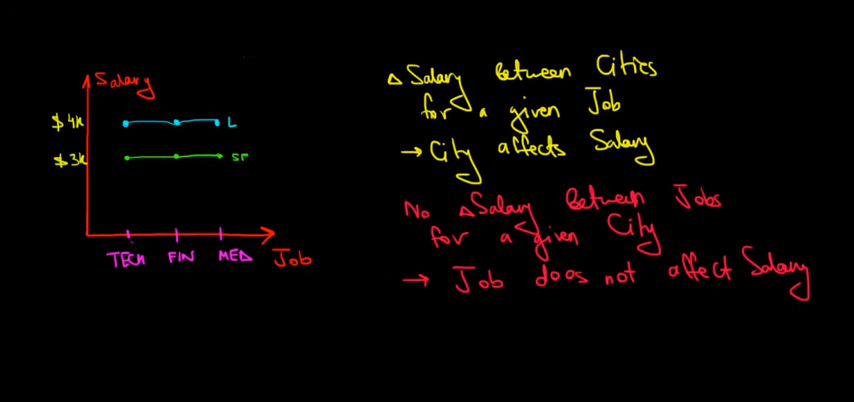 Salary
$4k
L
$3k
SF
TECH FIN MED Job
Δ Salary between Cities
for a given Job
→ City affects Salary
No ΔSalary between Jobs
for a given City
→ Job does not affect Salary